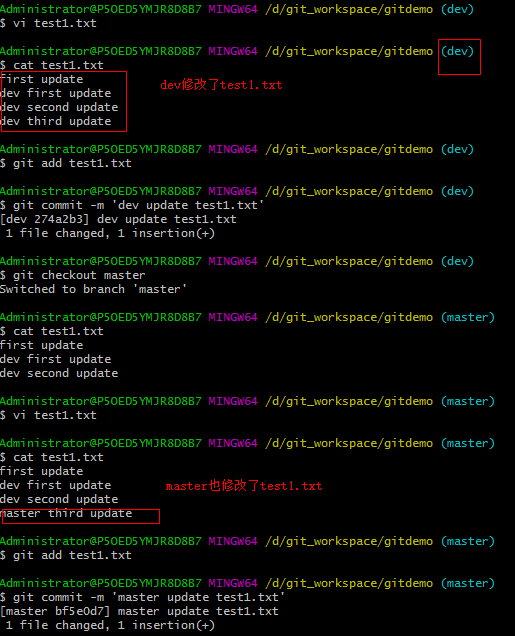 Administrator@P5OED5YMJR8D8B7 MINGW64 /d/git_workspace/gitdemo (dev)
$ vi test1.txt
Administrator@P5OED5YMJR8D8B7 MINGW64 /d/git_workspace/gitdemo (dev)
$ cat test1.txt
first update
dev first update
dev修改了test1.txt
dev second update
dev third update
Administrator@P5OED5YMJR8D8B7 MINGW64 /d/git_workspace/gitdemo (dev)
$ git add test1.txt
Administrator@P5OED5YMJR8D8B7 MINGW64 /d/git_workspace/gitdemo (dev)
$ git commit -m 'dev update test1.txt'
[dev 274a2b3] dev update test1.txt
1 file changed, 1 insertion(+)
Administrator@P5OED5YMJR8D8B7 MINGW64 /d/git_workspace/gitdemo (dev)
$ git checkout master
Switched to branch 'master'
Administrator@P5OED5YMJR8D8B7 MINGW64 /d/git_workspace/gitdemo (master)
$ cat test1.txt
first update
dev first update
dev second update
Administrator@P5OED5YMJR8D8B7 MINGW64 /d/git_workspace/gitdemo (master)
$ vi test1.txt
Administrator@P5OED5YMJR8D8B7 MINGW64 /d/git_workspace/gitdemo (master)
$ cat test1.txt
first update
dev first update
master也修改了test1.txt
dev second update
master third update
Administrator@P5OED5YMJR8D8B7 MINGW64 /d/git_workspace/gitdemo (master)
$ git add test1.txt
Administrator@P5OED5YMJR8D8B7 MINGW64 /d/git_workspace/gitdemo (master)
$ git commit -m 'master update test1.txt'
[master bf5e0d7] master update test1.txt
1 file changed, 1 insertion(+)